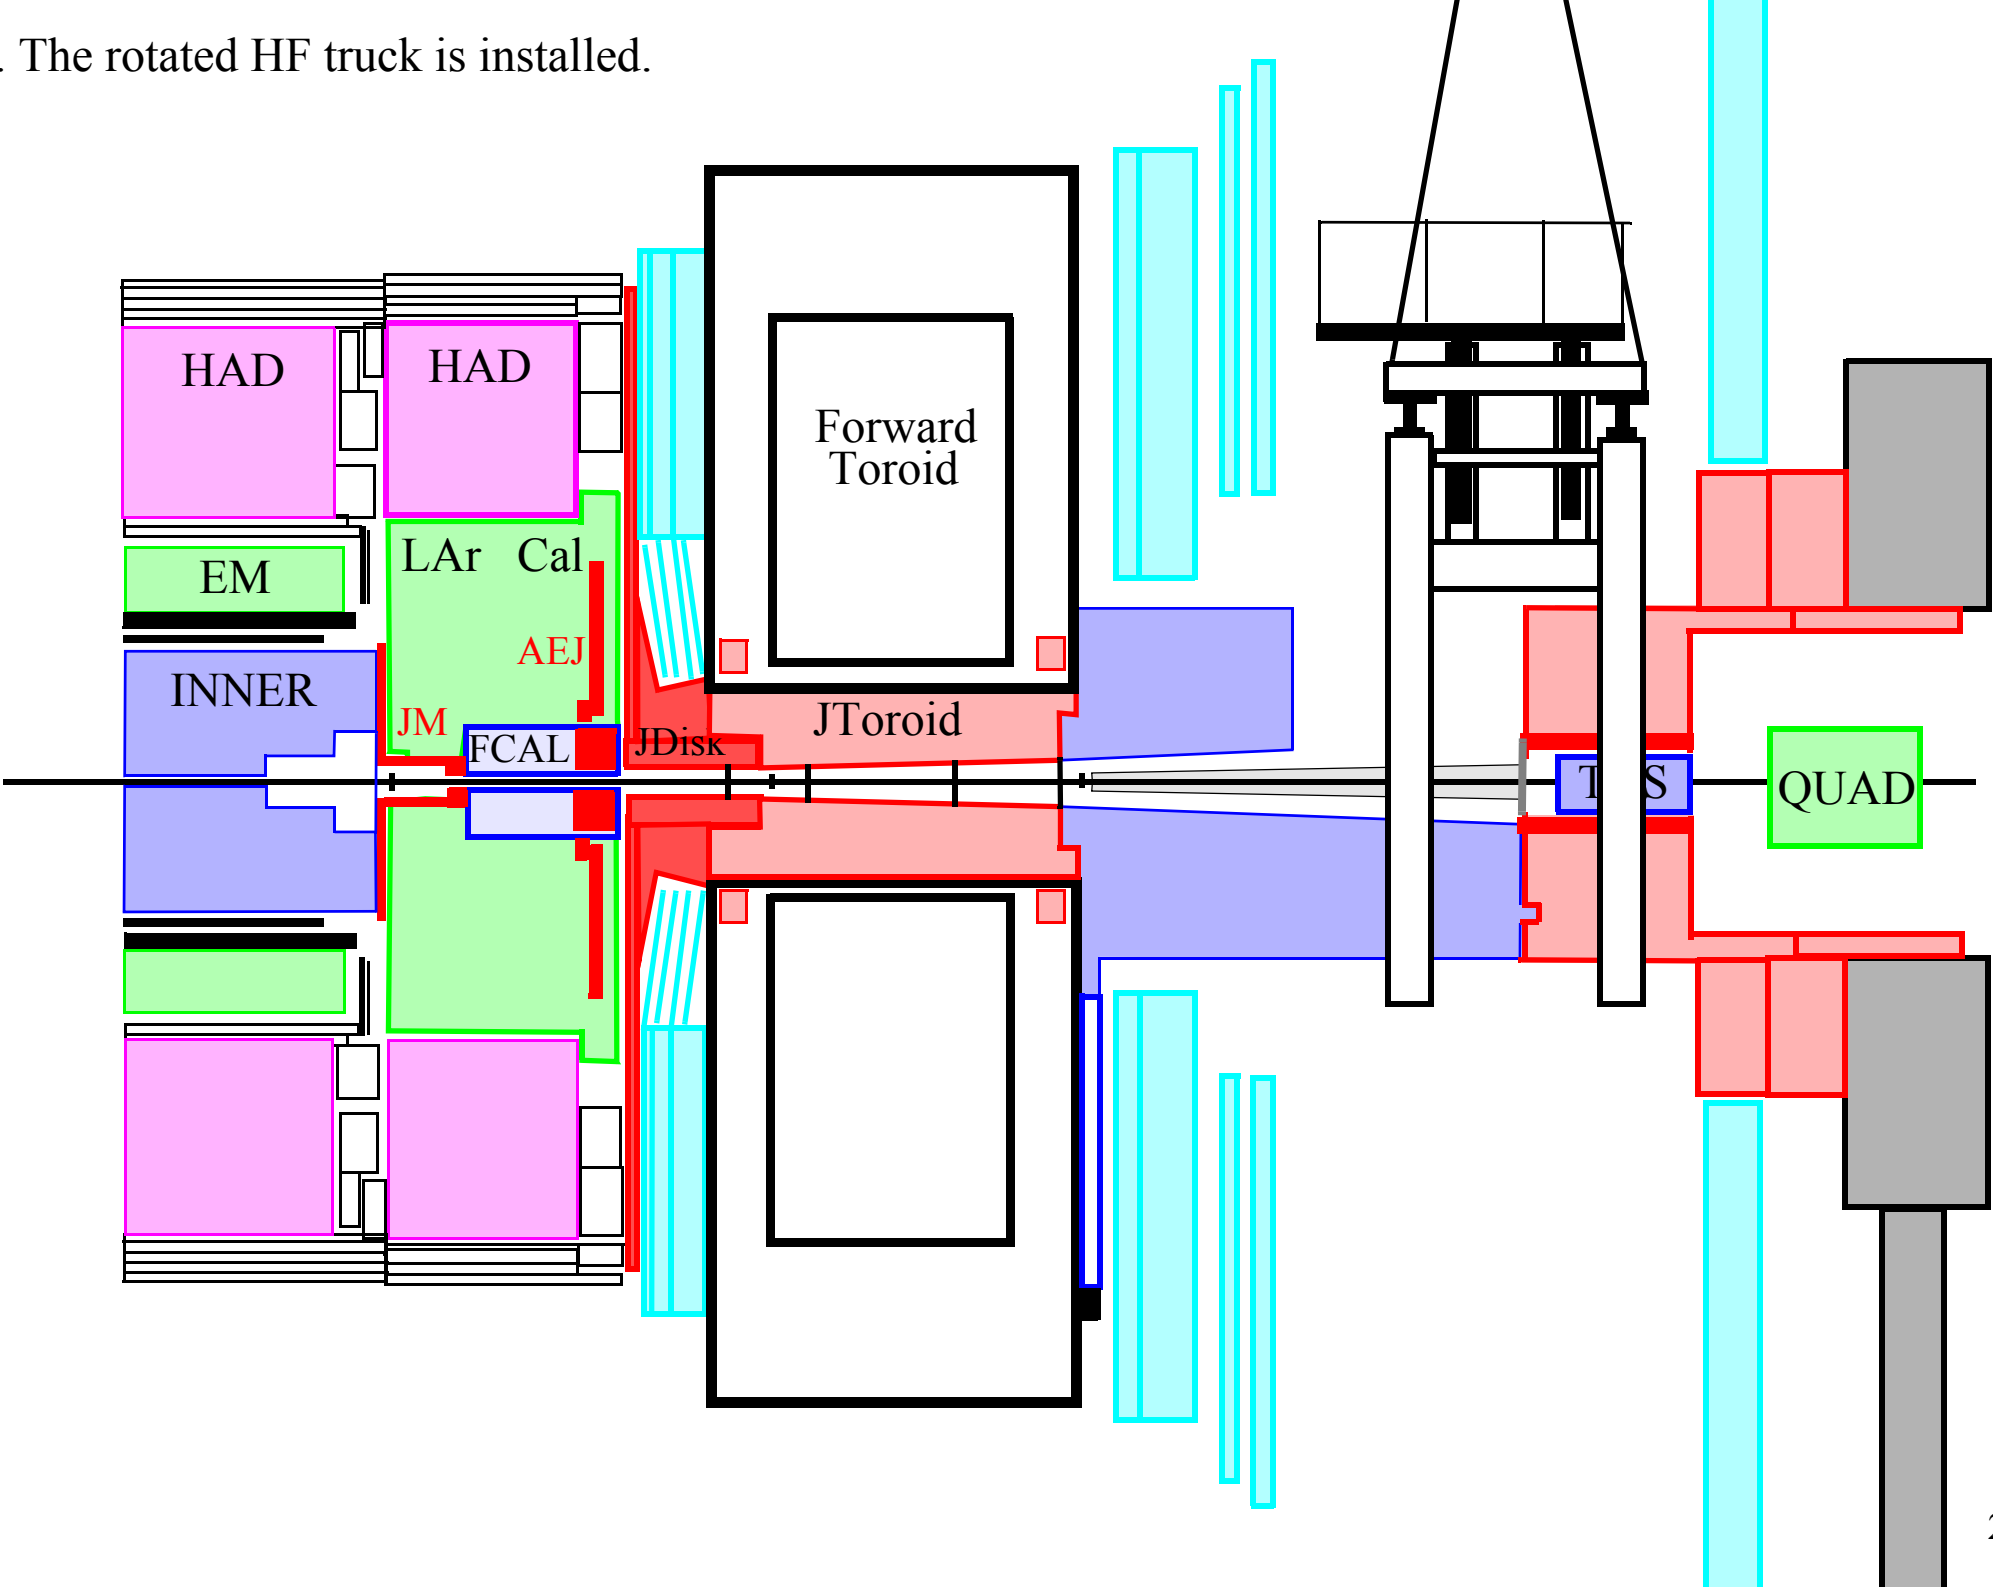 . The rotated HF truck is installed.
HAD
HAD
Forward
Toroid
LAr Cal
EM
AEJ
INNER
JM
JToroid
FCAL
JDisk
QUAD